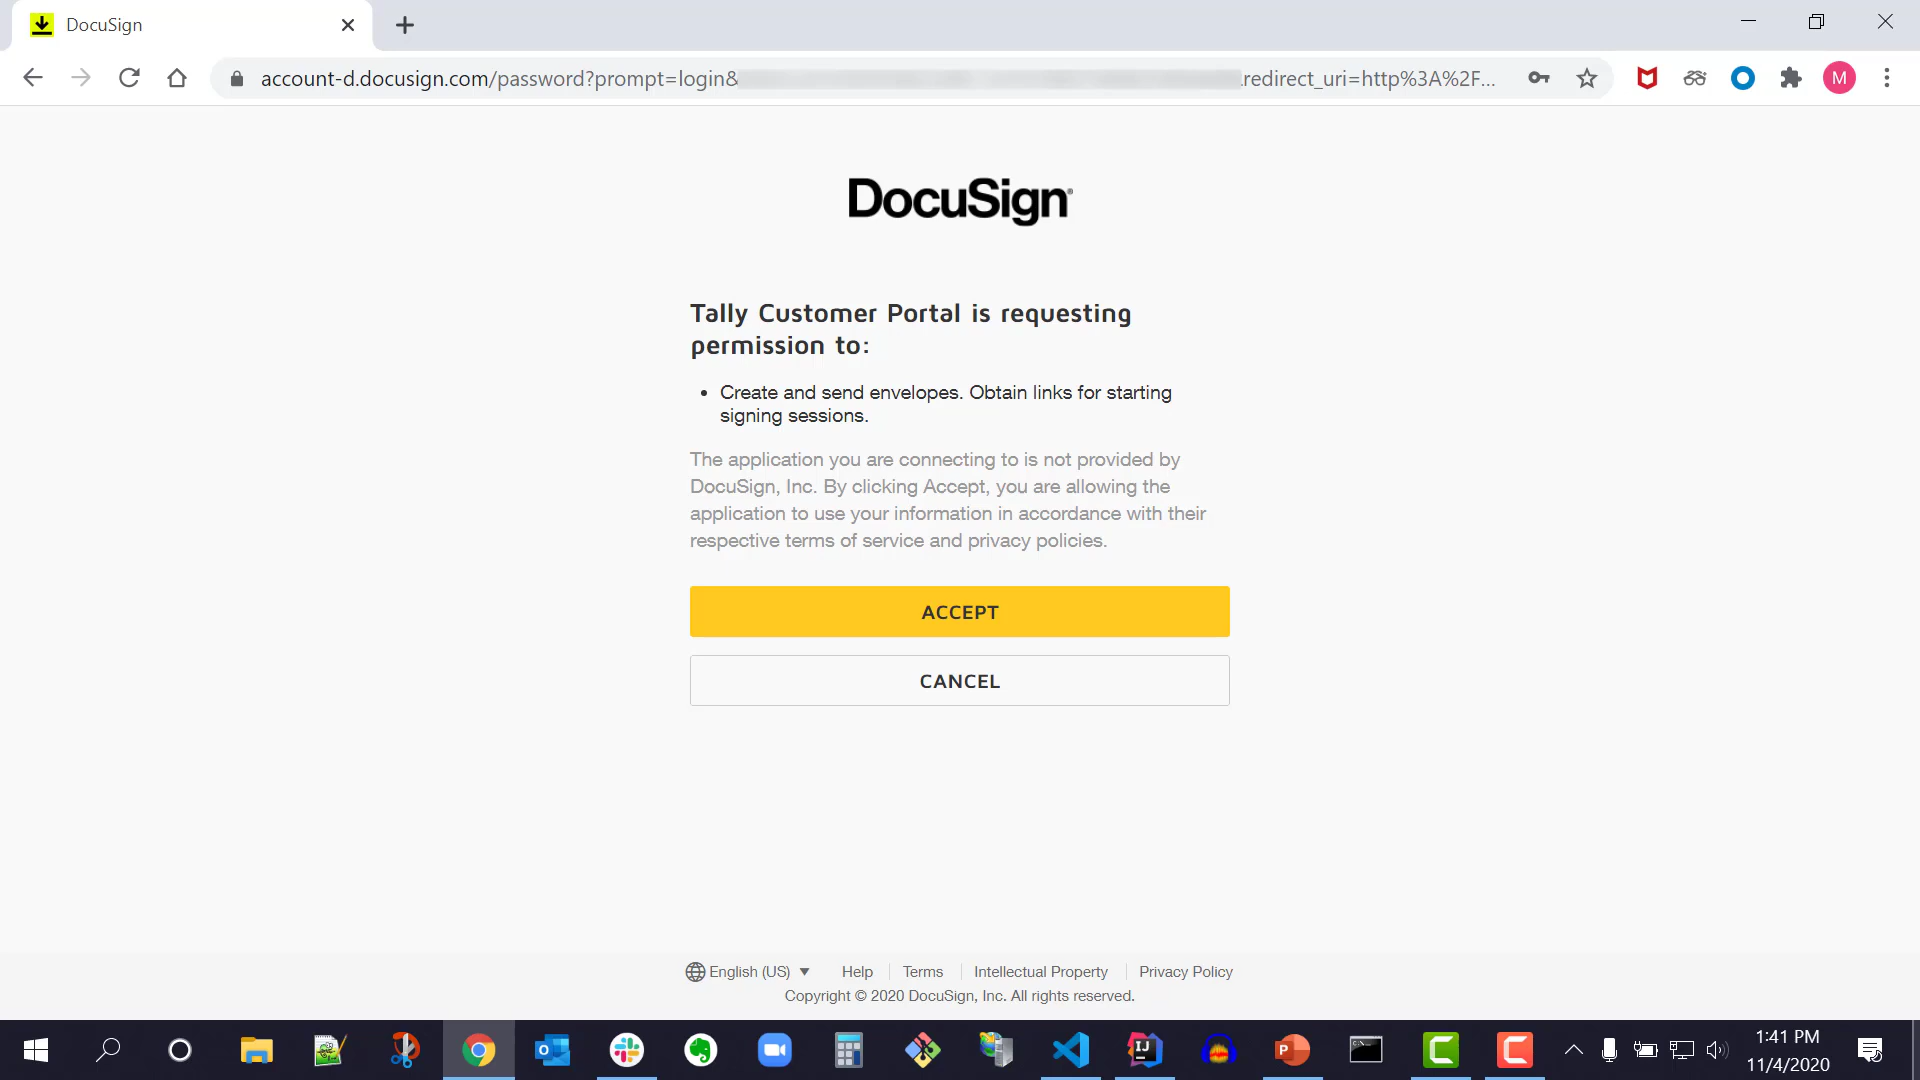 DocuSign
account-d.docusign.com/password?prompt=login&
redirect_uri=http%3A%2F...
M
DocuSign
Tally Customer Portal is requesting
permission to:
• Create and send envelopes. Obtain links for starting
signing sessions.
The application you are connecting to is not provided by
DocuSign, Inc. By clicking Accept, you are allowing the
application to use your information in accordance with their
respective terms of service and privacy policies.
ACCEPT
CANCEL
English (US) ▼ Help Terms Intellectual Property Privacy Policy
Copyright © 2020 DocuSign, Inc. All rights reserved.
1:41 PM
11/4/2020